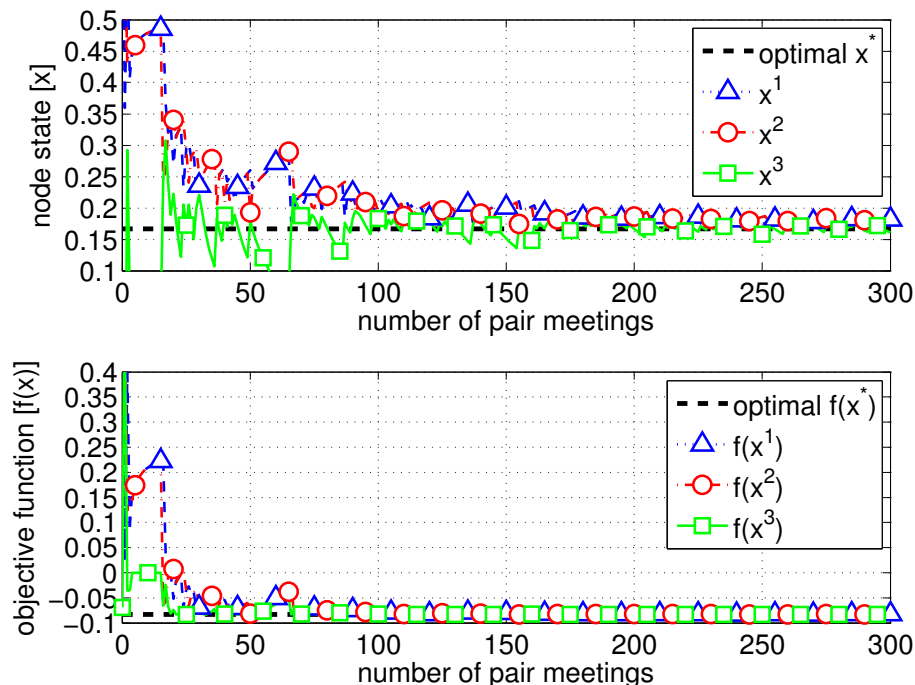 0.5
0.45
0.4
0.35
0.3
0.25
0.2
0.15
0.1
node state [x]
optimal x*
x¹
x²
x³
0 50 100 150 200 250 300
number of pair meetings
0.4
0.35
0.3
0.25
0.2
0.15
0.1
0.05
0
−0.05
−0.1
objective function [f(x)]
optimal f(x*)
f(x¹)
f(x²)
f(x³)
0 50 100 150 200 250 300
number of pair meetings